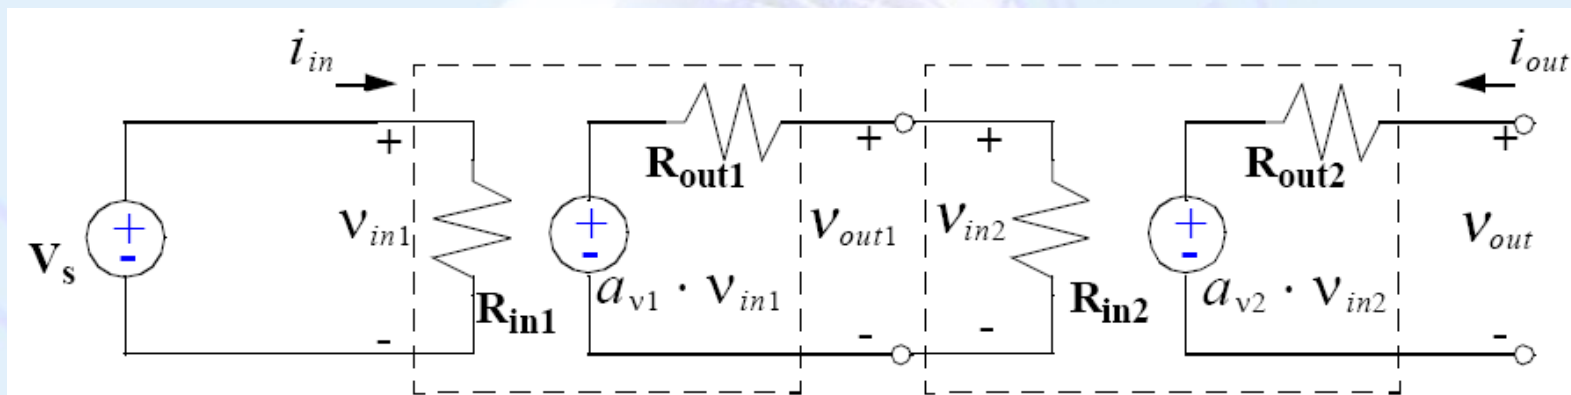 i_in
i_out
+
+
+
+
R_out1
R_out2
V_s
+
-
v_in1
+
-
v_out1
v_in2
+
-
v_out
a_v1 · v_in1
R_in1
R_in2
a_v2 · v_in2
-
-
-
-